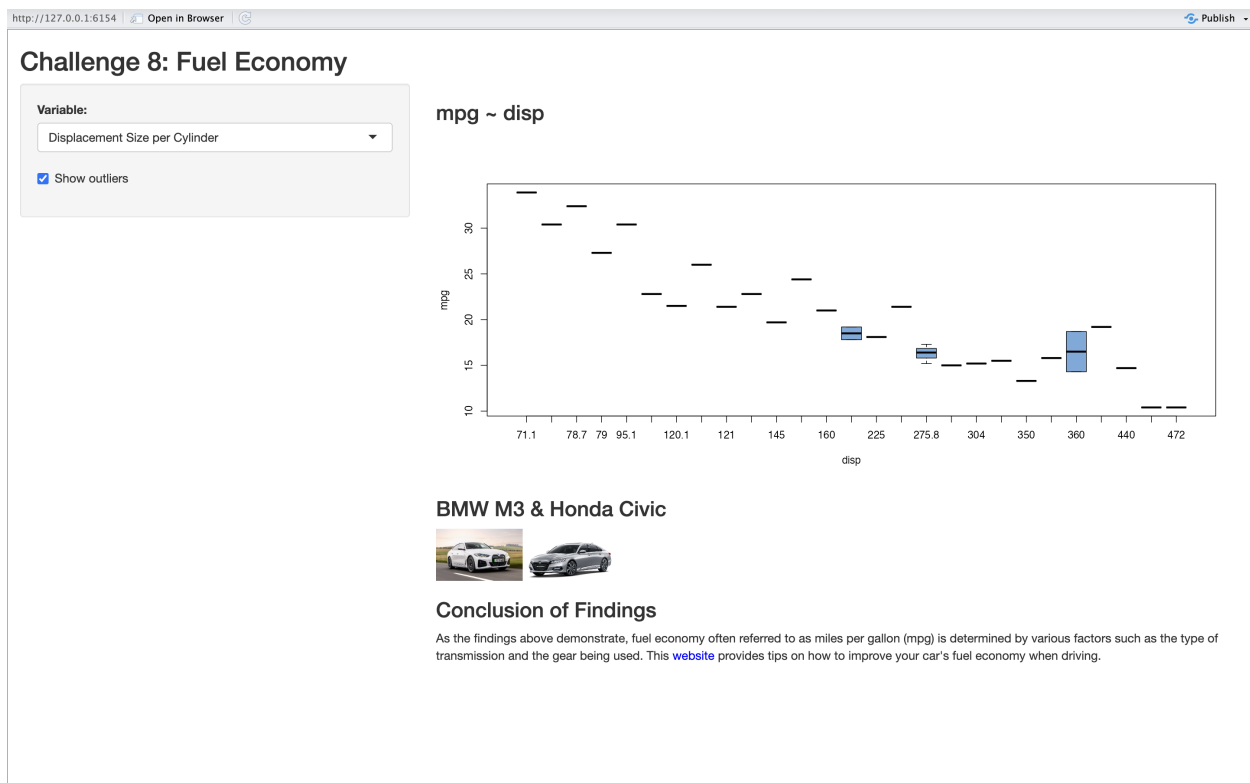 http://127.0.0.1:6154 Open in Browser Publish
Challenge 8: Fuel Economy
Variable:
Displacement Size per Cylinder
Show outliers
mpg ~ disp
30
25
20
15
10
mpg
71.1 78.7 79 95.1 120.1 121 145 160 225 275.8 304 350 360 440 472
disp
BMW M3 & Honda Civic
Conclusion of Findings
As the findings above demonstrate, fuel economy often referred to as miles per gallon (mpg) is determined by various factors such as the type of
transmission and the gear being used. This website provides tips on how to improve your car's fuel economy when driving.